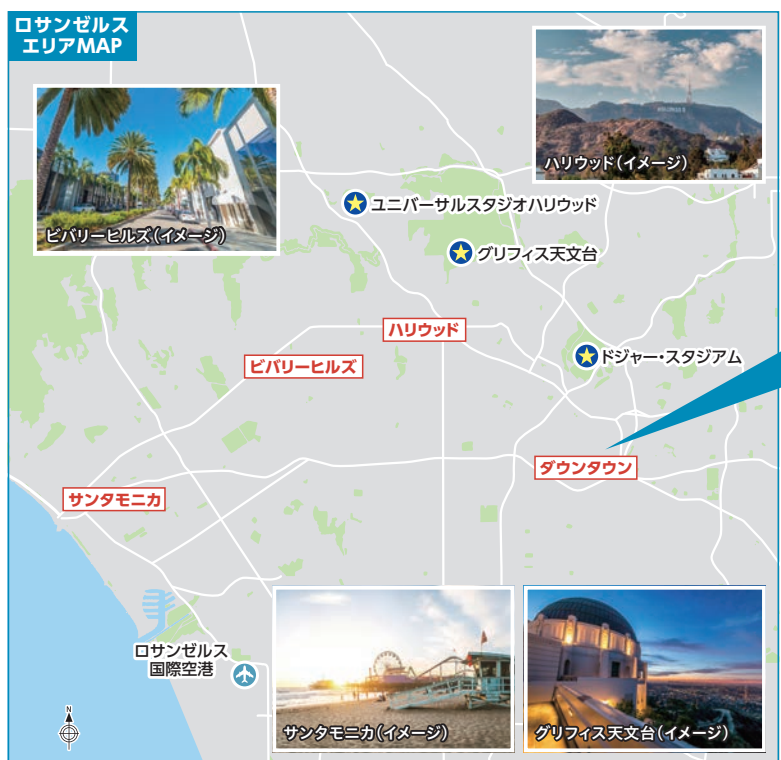 ロサンゼルス
エリアMAP
ハリウッド(イメージ)
ビバリーヒルズ(イメージ)
ユニバーサルスタジオハリウッド
グリフィス天文台
ハリウッド
ドジャー・スタジアム
ビバリーヒルズ
ダウンタウン
サンタモニカ
ロサンゼルス
国際空港
N
サンタモニカ(イメージ)
グリフィス天文台(イメージ)